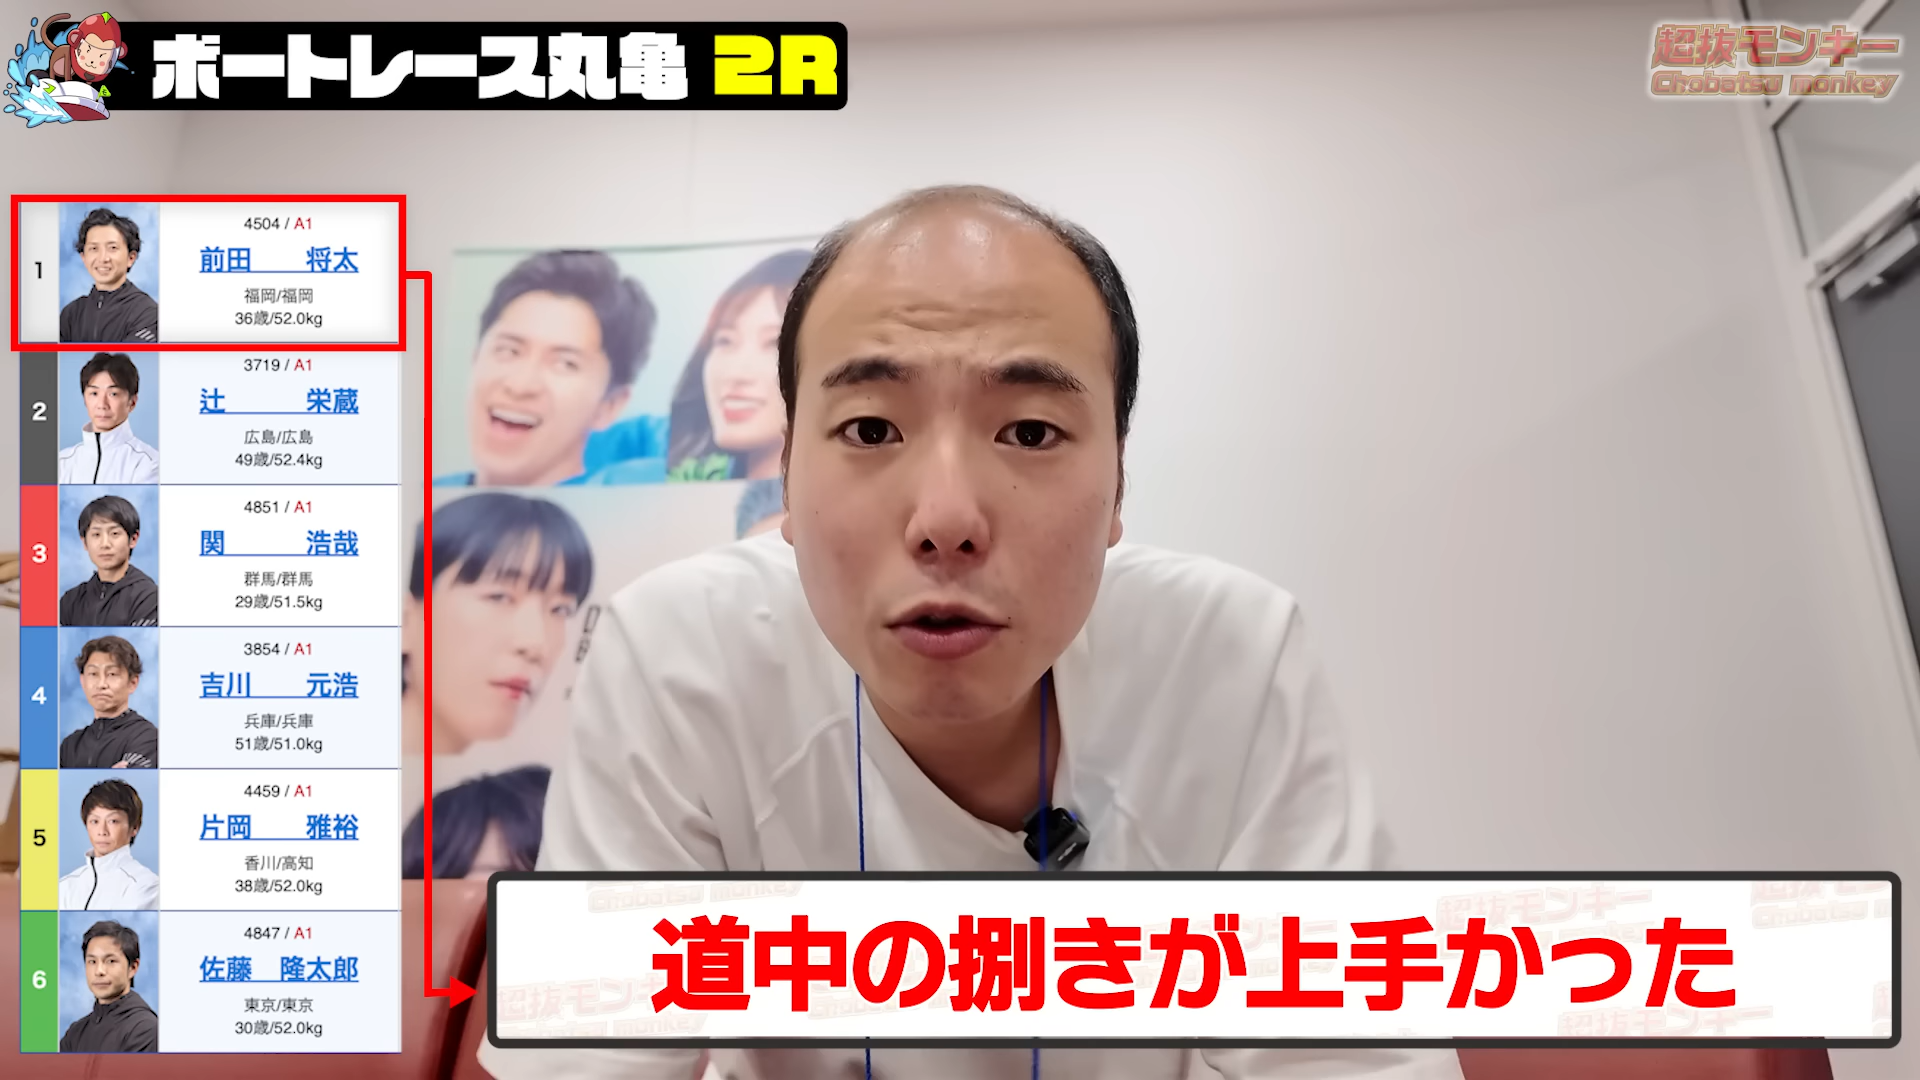 ボートレース丸亀 2R
超抜モンキー
Chobatsu monkey
1
4504 / A1
前田 将太
福岡/福岡
36歳/52.0kg
2
3719 / A1
辻 栄蔵
広島/広島
49歳/52.4kg
3
4851 / A1
関 浩哉
群馬/群馬
29歳/51.5kg
4
3854 / A1
吉川 元浩
兵庫/兵庫
51歳/51.0kg
5
4459 / A1
片岡 雅裕
香川/高知
38歳/52.0kg
6
4847 / A1
佐藤 隆太郎
東京/東京
30歳/52.0kg
道中の捌きが上手かった